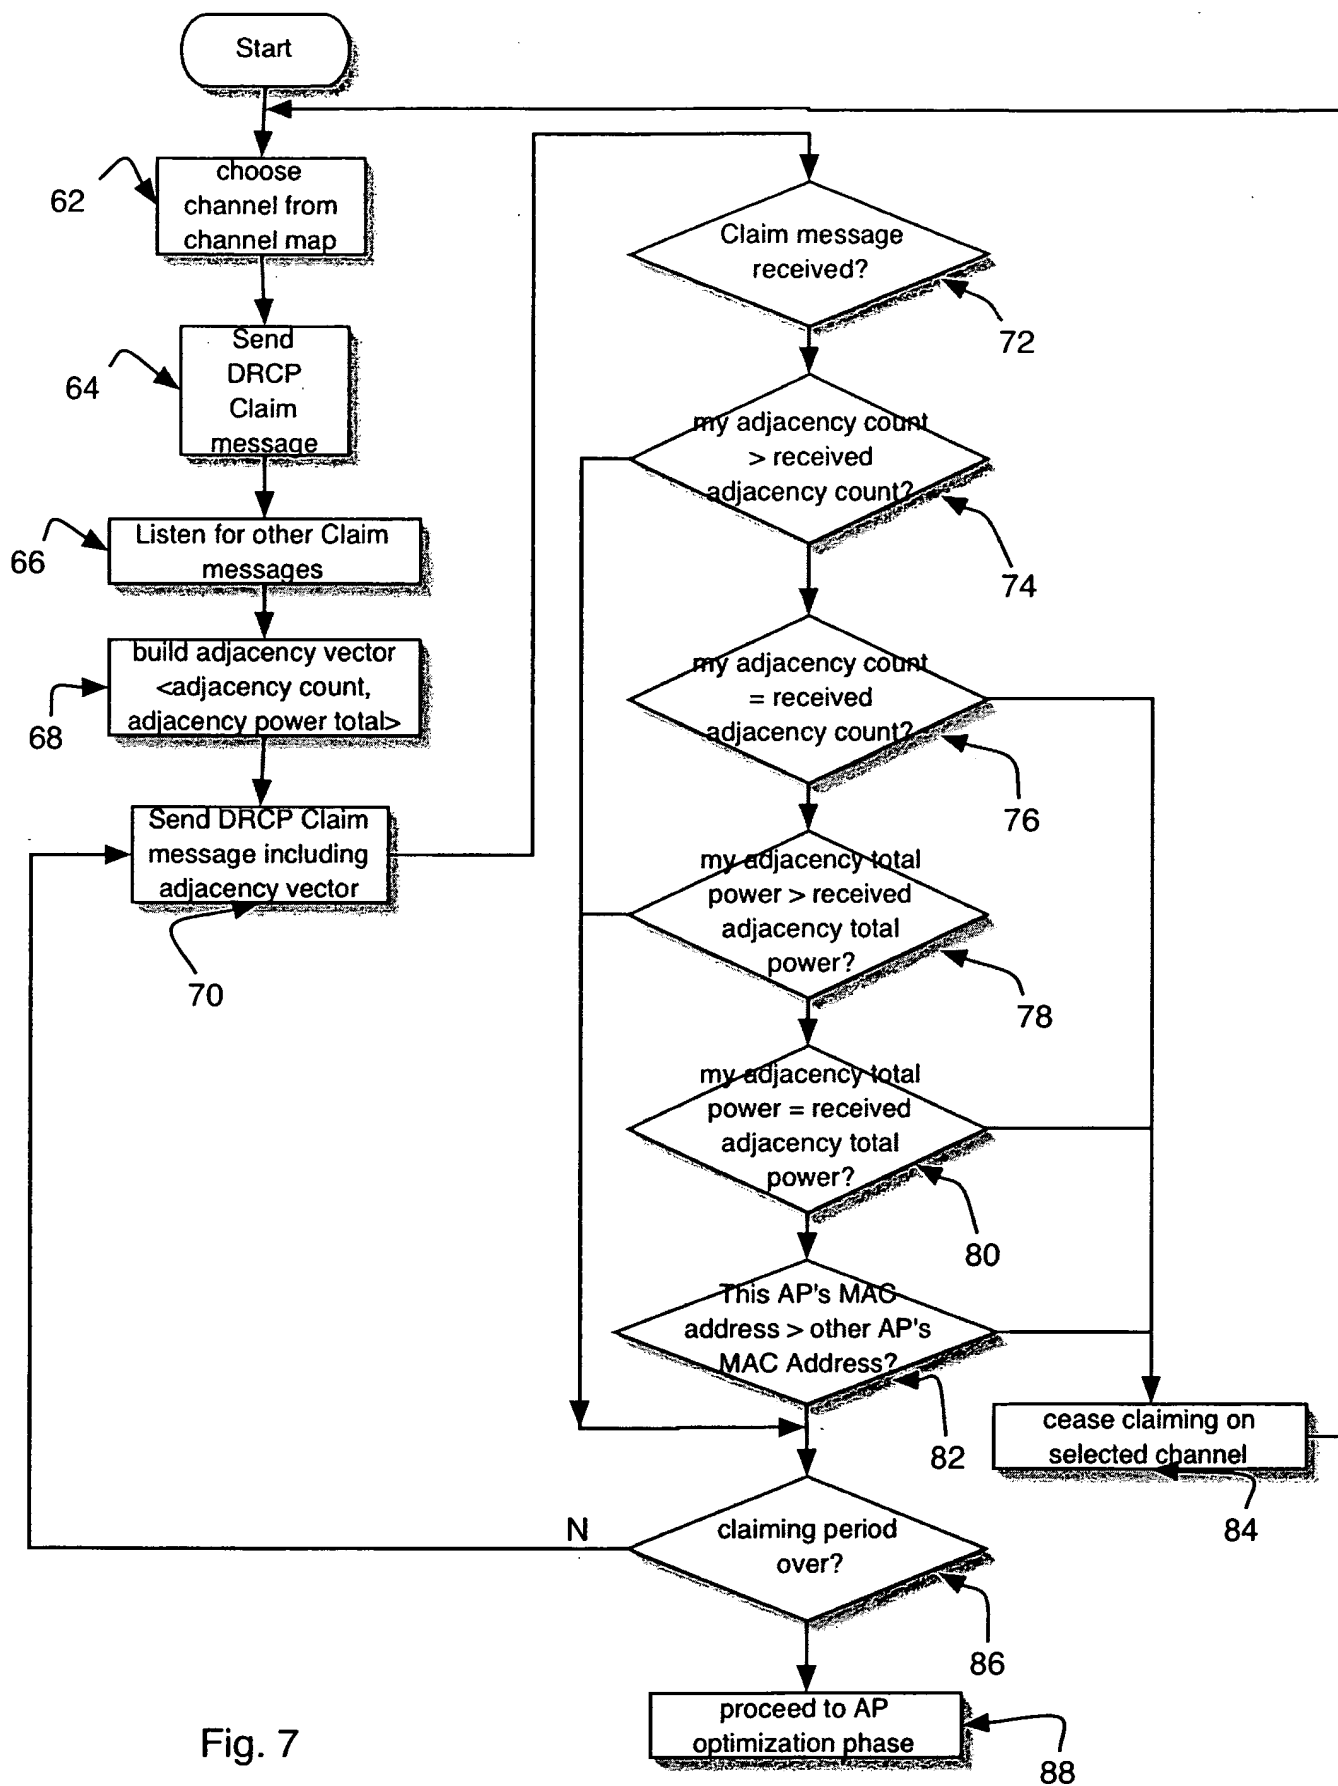 Start
choose
channel from
channel map
62
Send
DRCP
Claim
message
64
Listen for other Claim
messages
66
build adjacency vector
<adjacency count,
adjacency power total>
68
Send DRCP Claim
message including
adjacency vector
70
Claim message
received?
72
my adjacency count
> received
adjacency count?
74
my adjacency count
= received
adjacency count?
76
my adjacency total
power > received
adjacency total
power?
78
my adjacency total
power = received
adjacency total
power?
80
This AP's MAC
address > other AP's
MAC Address?
82
cease claiming on
selected channel
84
N
claiming period
over?
86
proceed to AP
optimization phase
88
Fig. 7